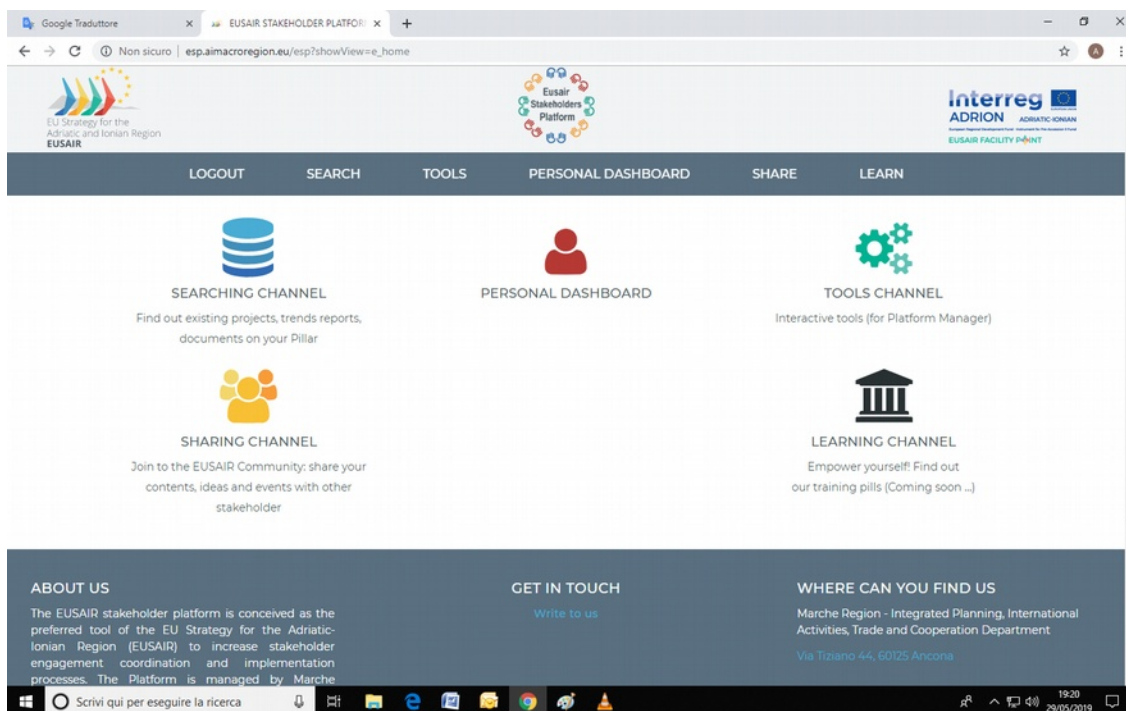 Google Traduttore
EUSAIR STAKEHOLDER PLATFOR
Non sicuro | esp.aimacroregion.eu/esp?showView=e_home
A
EU Strategy for the
Adriatic and Ionian Region
EUSAIR
Eusair
Stakeholders
Platform
Interreg
ADRION ADRIATIC-IONIAN
EUSAIR FACILITY POINT
LOGOUT SEARCH TOOLS PERSONAL DASHBOARD SHARE LEARN
SEARCHING CHANNEL
Find out existing projects, trends reports,
documents on your Pillar
PERSONAL DASHBOARD
TOOLS CHANNEL
Interactive tools (for Platform Manager)
SHARING CHANNEL
Join to the EUSAIR Community: share your
contents, ideas and events with other
stakeholder
LEARNING CHANNEL
Empower yourself! Find out
our training pills (Coming soon ...)
ABOUT US
The EUSAIR stakeholder platform is conceived as the
preferred tool of the EU Strategy for the Adriatic-
Ionian Region (EUSAIR) to increase stakeholder
engagement coordination and implementation
processes. The Platform is managed by Marche
GET IN TOUCH
Write to us
WHERE CAN YOU FIND US
Marche Region - Integrated Planning, International
Activities, Trade and Cooperation Department
Via Tiziano 44, 60125 Ancona
Scrivi qui per eseguire la ricerca
19:20
29/05/2019